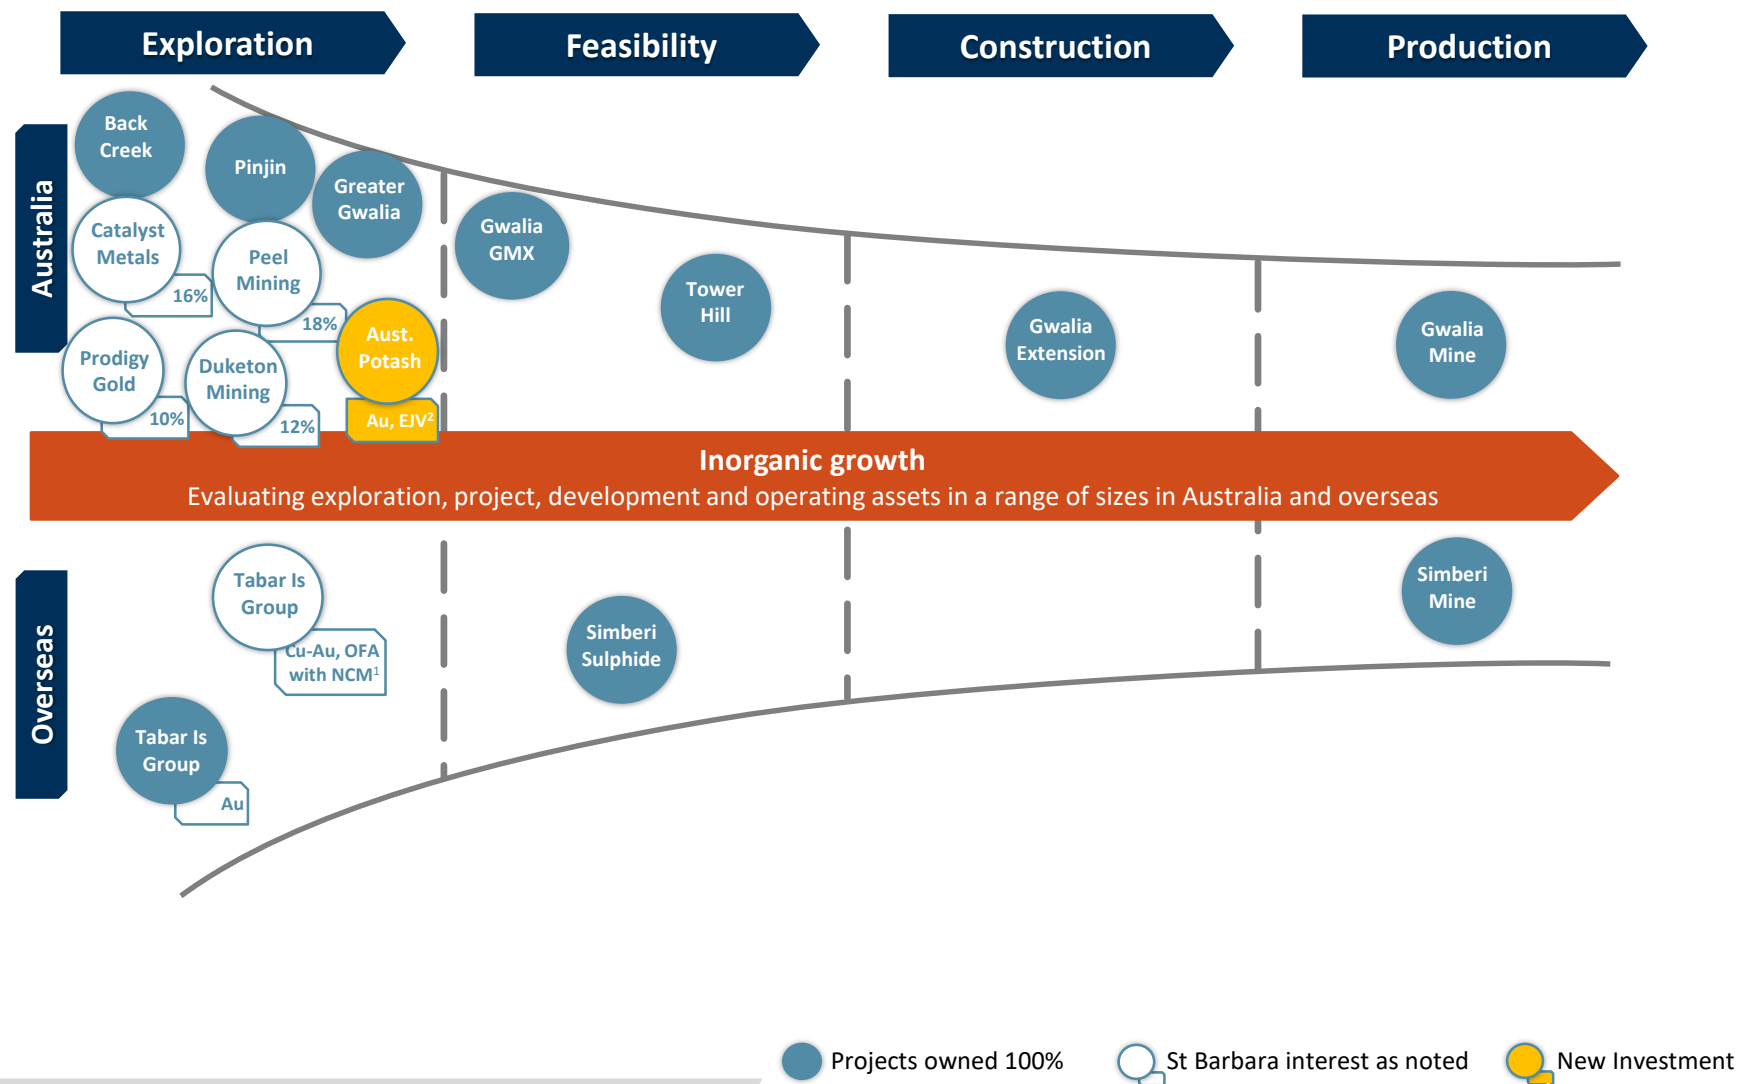 Exploration
Feasibility
Construction
Production
Australia
Back
Creek
Pinjin
Greater
Gwalia
Catalyst
Metals
16%
Peel
Mining
18%
Prodigy
Gold
10%
Duketon
Mining
12%
Aust.
Potash
Au, EJV²
Gwalia
GMX
Tower
Hill
Gwalia
Extension
Gwalia
Mine
Inorganic growth
Evaluating exploration, project, development and operating assets in a range of sizes in Australia and overseas
Overseas
Tabar Is
Group
Cu-Au, OFA
with NCM¹
Tabar Is
Group
Au
Simberi
Sulphide
Simberi
Mine
Projects owned 100%
St Barbara interest as noted
New Investment